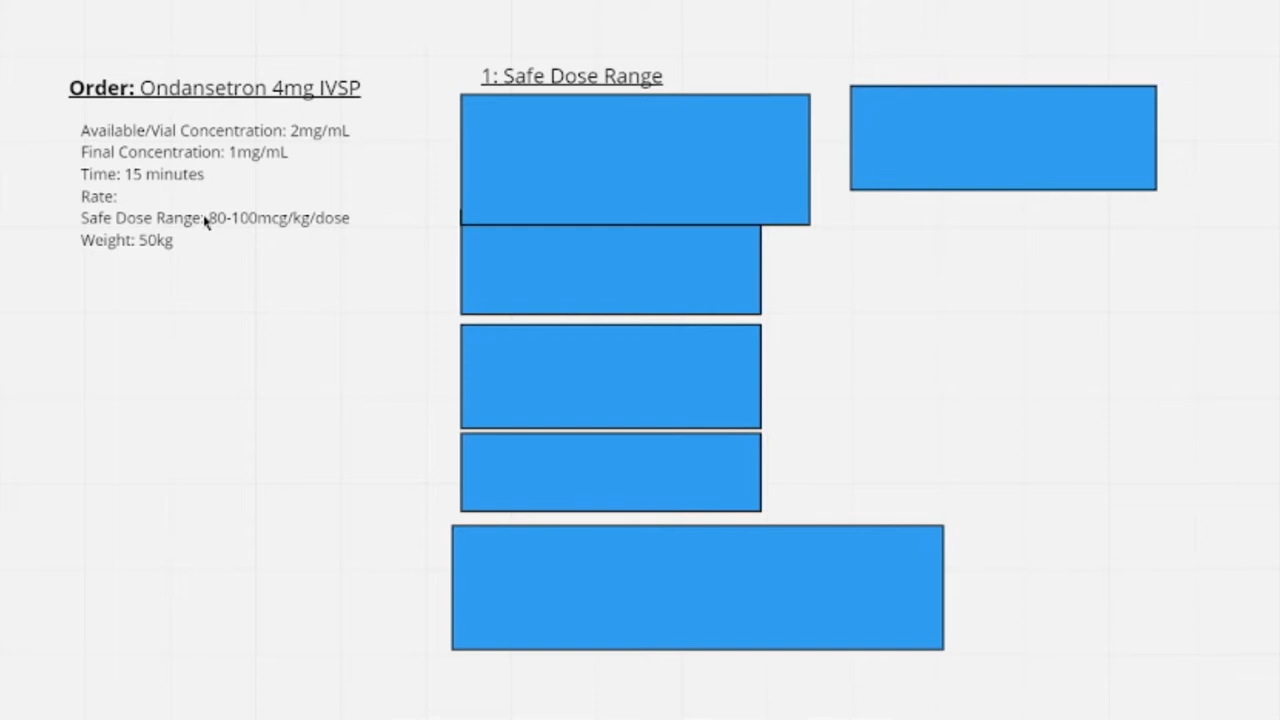 Order: Ondansetron 4mg IVSP
Available/Vial Concentration: 2mg/mL
Final Concentration: 1mg/mL
Time: 15 minutes
Rate:
Safe Dose Range: 80-100mcg/kg/dose
Weight: 50kg
1: Safe Dose Range